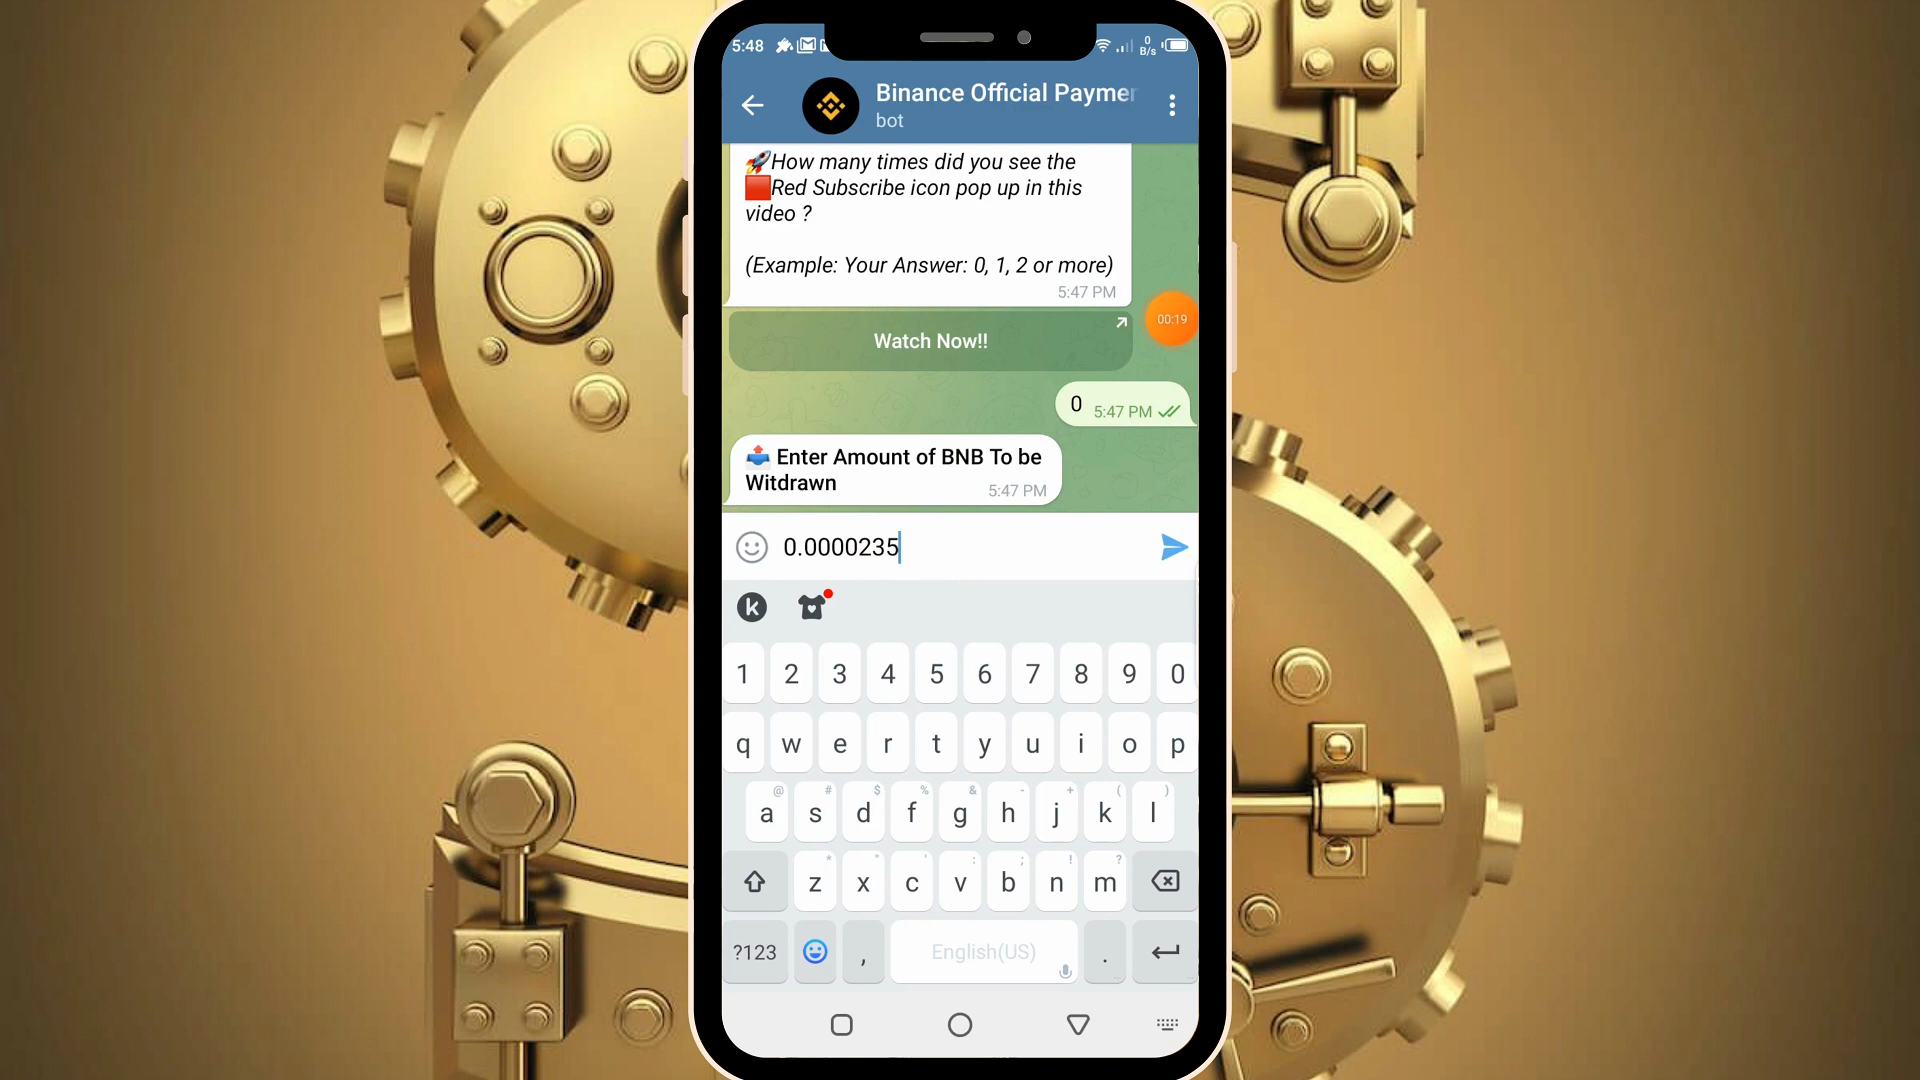 5:48
0
B/s
Binance Official Paymer
bot
🚀How many times did you see the
🟥Red Subscribe icon pop up in this
video ?
(Example: Your Answer: 0, 1, 2 or more)
5:47 PM
00:19
Watch Now!!
0 5:47 PM
📤 Enter Amount of BNB To be
Witdrawn 5:47 PM
0.0000235
k
1 2 3 4 5 6 7 8 9 0
q w e r t y u i o p
@ # $ % & - + ( )
a s d f g h j k l
* " ' : ; ! ?
z x c v b n m
?123 , English(US) .